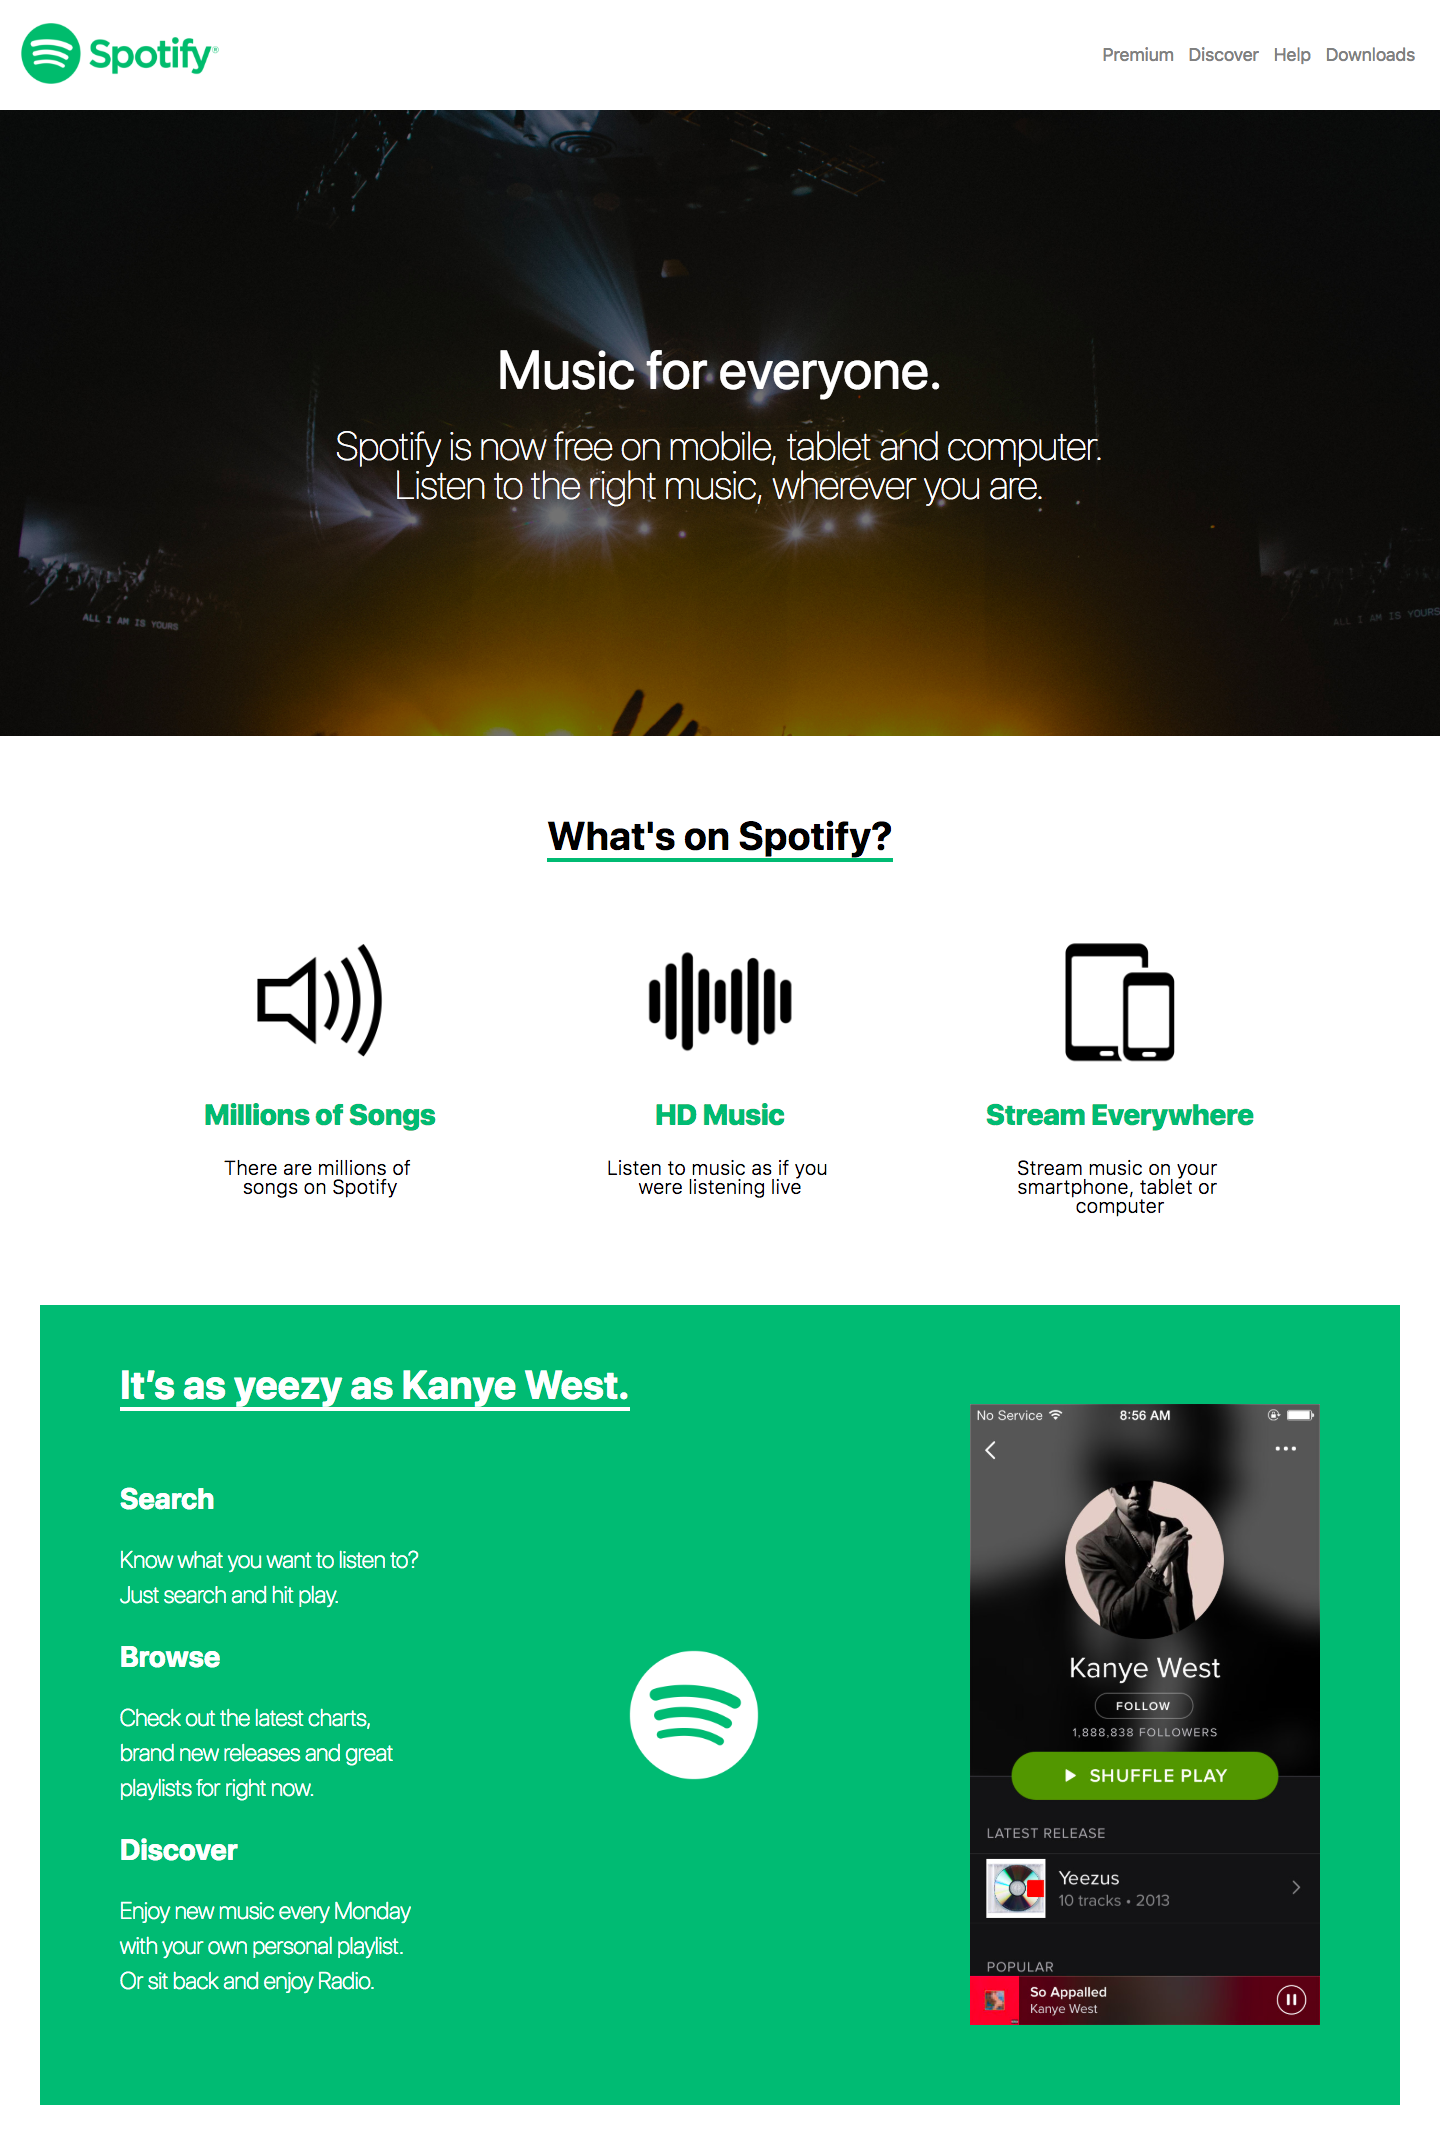 Spotify®
Premium Discover Help Downloads
Music for everyone.
Spotify is now free on mobile, tablet and computer.
Listen to the right music, wherever you are.
ALL I AM IS YOURS
ALL I AM IS YOURS
What's on Spotify?
Millions of Songs
There are millions of
songs on Spotify
HD Music
Listen to music as if you
were listening live
Stream Everywhere
Stream music on your
smartphone, tablet or
computer
It’s as yeezy as Kanye West.
Search
Know what you want to listen to?
Just search and hit play.
Browse
Check out the latest charts,
brand new releases and great
playlists for right now.
Discover
Enjoy new music every Monday
with your own personal playlist.
Or sit back and enjoy Radio.
No Service 8:56 AM
Kanye West
FOLLOW
1,888,838 FOLLOWERS
SHUFFLE PLAY
LATEST RELEASE
Yeezus
10 tracks • 2013
POPULAR
So Appalled
Kanye West